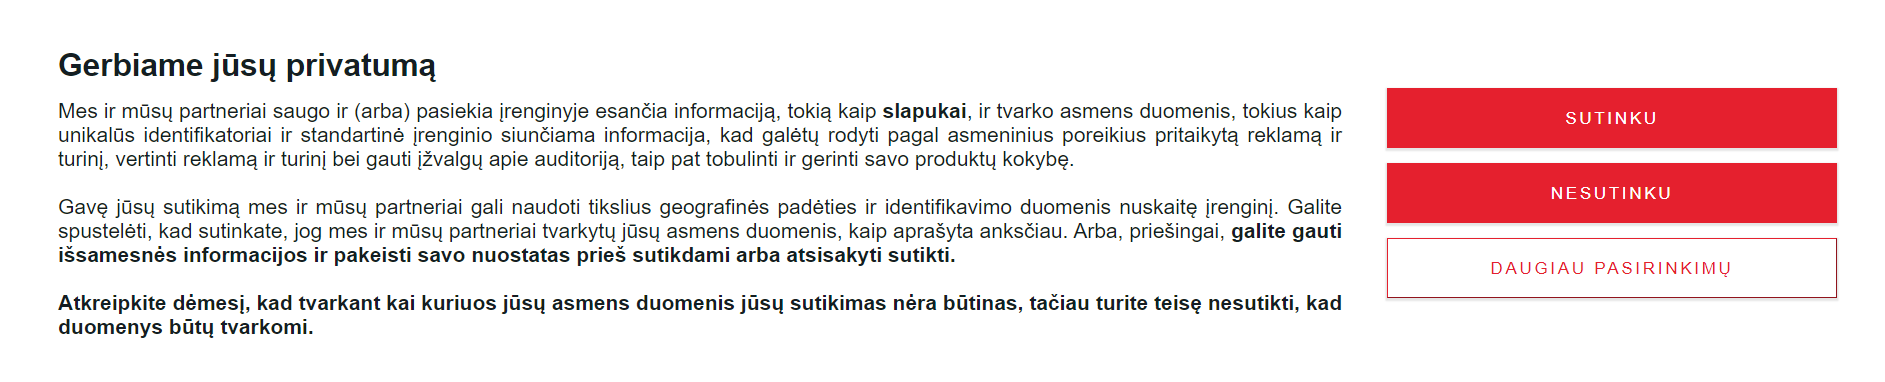 Gerbiame jūsų privatumą
Mes ir mūsų partneriai saugo ir (arba) pasiekia įrenginyje esančia informaciją, tokią kaip slapukai, ir tvarko asmens duomenis, tokius kaip
unikalūs identifikatoriai ir standartinė įrenginio siunčiama informacija, kad galėtų rodyti pagal asmeninius poreikius pritaikytą reklamą ir
turinį, vertinti reklamą ir turinį bei gauti įžvalgų apie auditoriją, taip pat tobulinti ir gerinti savo produktų kokybę.
Gavę jūsų sutikimą mes ir mūsų partneriai gali naudoti tikslius geografinės padėties ir identifikavimo duomenis nuskaitę įrenginį. Galite
spustelėti, kad sutinkate, jog mes ir mūsų partneriai tvarkytų jūsų asmens duomenis, kaip aprašyta anksčiau. Arba, priešingai, galite gauti
išsamesnės informacijos ir pakeisti savo nuostatas prieš sutikdami arba atsisakyti sutikti.
Atkreipkite dėmesį, kad tvarkant kai kuriuos jūsų asmens duomenis jūsų sutikimas nėra būtinas, tačiau turite teisę nesutikti, kad
duomenys būtų tvarkomi.
SUTINKU
NESUTINKU
DAUGIAU PASIRINKIMŲ